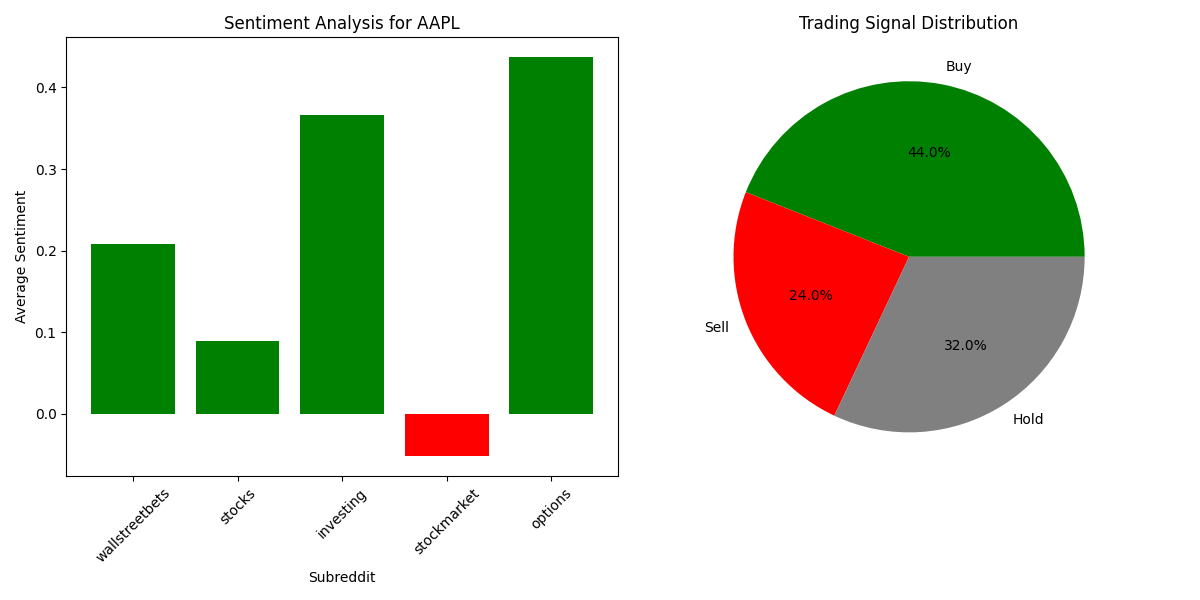 Sentiment Analysis for AAPL
Average Sentiment
0.4
0.3
0.2
0.1
0.0
wallstreetbets
stocks
investing
stockmarket
options
Subreddit
Trading Signal Distribution
Buy
44.0%
24.0%
Sell
32.0%
Hold